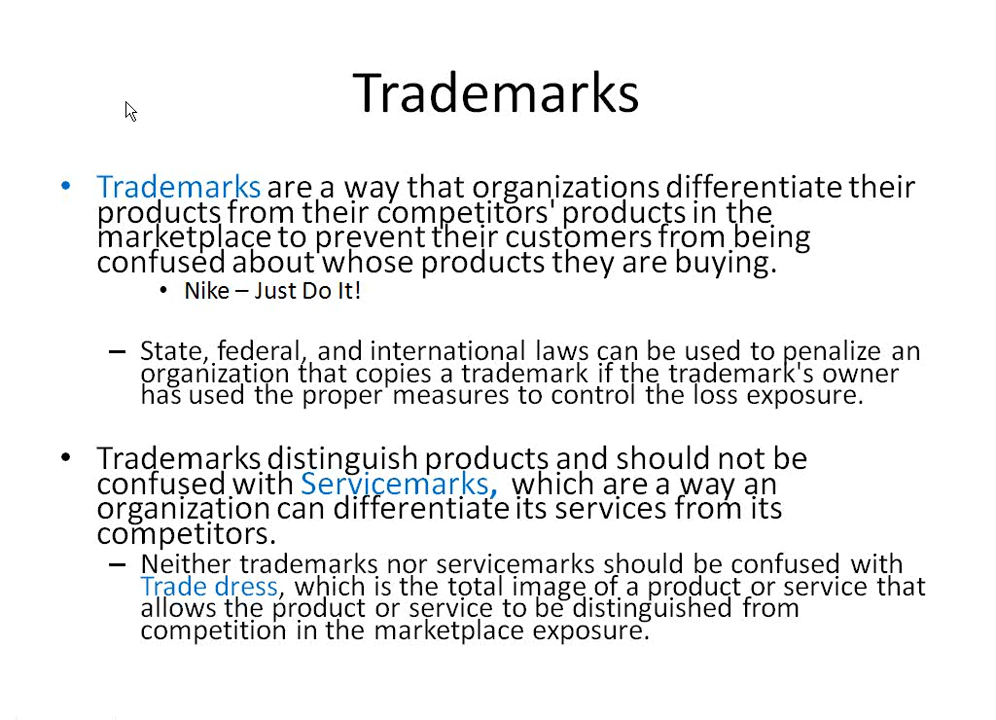 Trademarks
• Trademarks are a way that organizations differentiate their
products from their competitors' products in the
marketplace to prevent their customers from being
confused about whose products they are buying.
• Nike – Just Do It!
– State, federal, and international laws can be used to penalize an
organization that copies a trademark if the trademark's owner
has used the proper measures to control the loss exposure.
• Trademarks distinguish products and should not be
confused with Servicemarks, which are a way an
organization can differentiate its services from its
competitors.
– Neither trademarks nor servicemarks should be confused with
Trade dress, which is the total image of a product or service that
allows the product or service to be distinguished from
competition in the marketplace exposure.